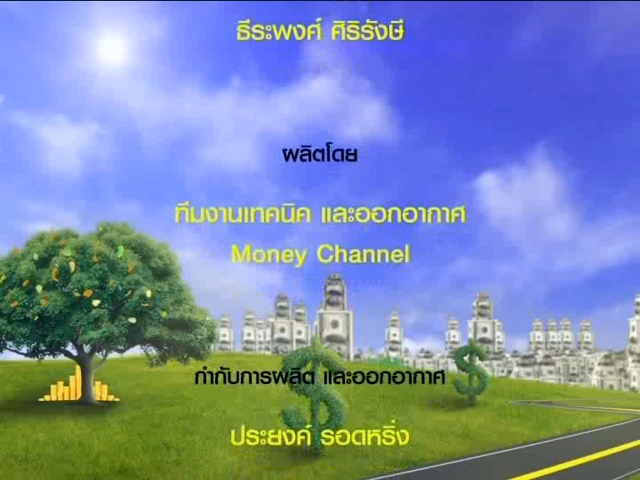 ธีระพงศ์ ศิริรังษี
ผลิตโดย
ทีมงานเทคนิค และออกอากาศ
Money Channel
กำกับการผลิต และออกอากาศ
ประยงค์ รอดหริ่ง